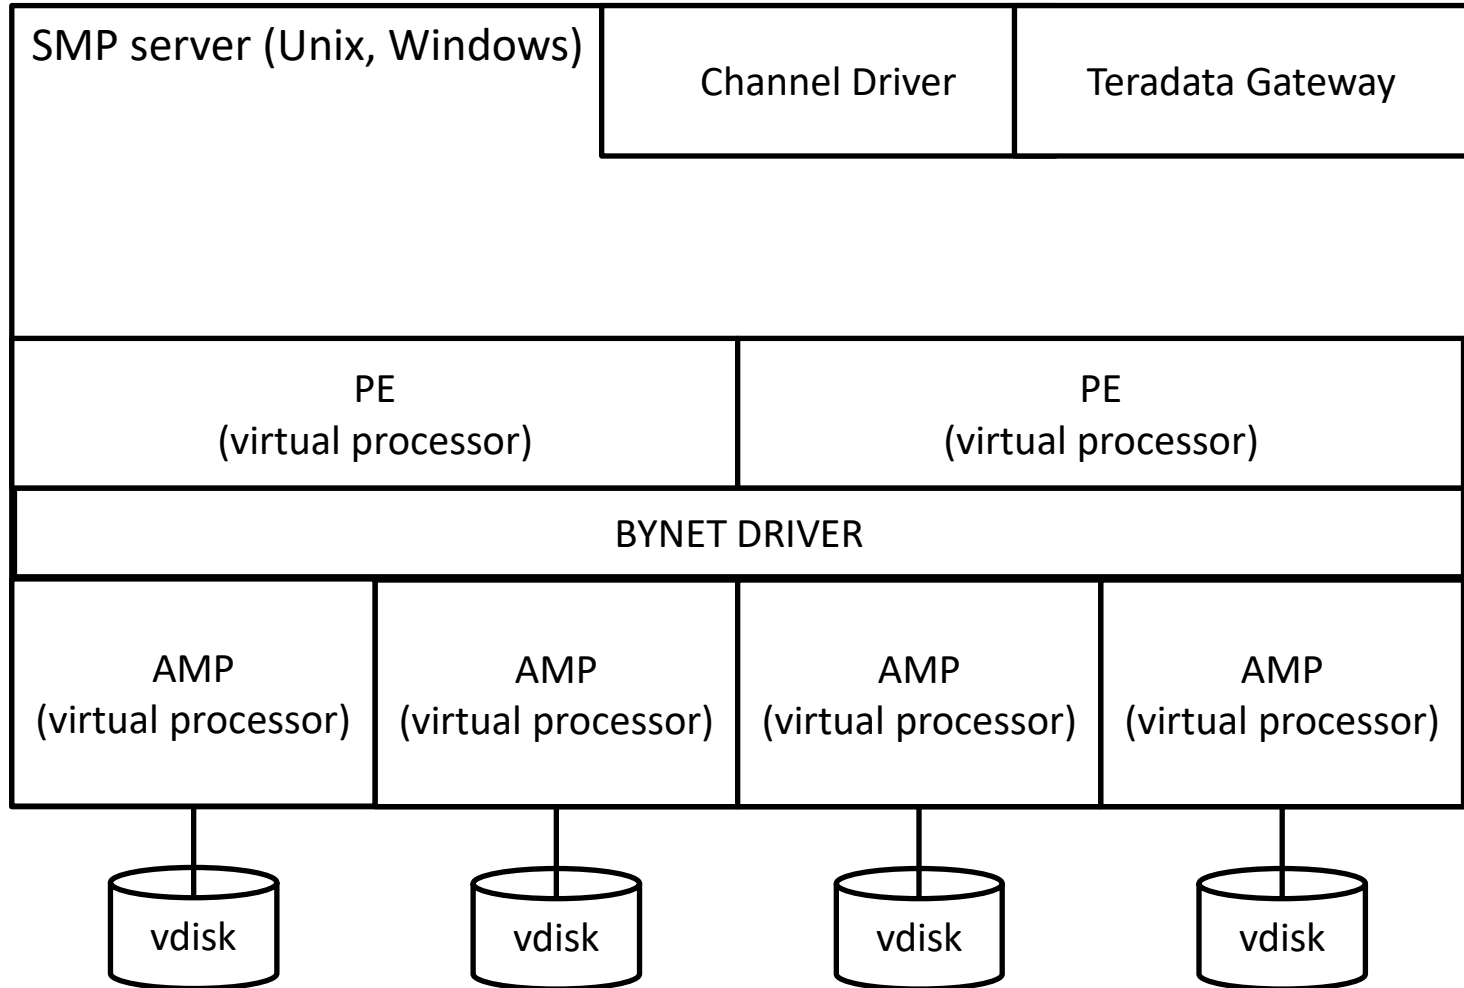 SMP server (Unix, Windows)
Channel Driver
Teradata Gateway
PE
(virtual processor)
PE
(virtual processor)
BYNET DRIVER
AMP
(virtual processor)
AMP
(virtual processor)
AMP
(virtual processor)
AMP
(virtual processor)
vdisk
vdisk
vdisk
vdisk